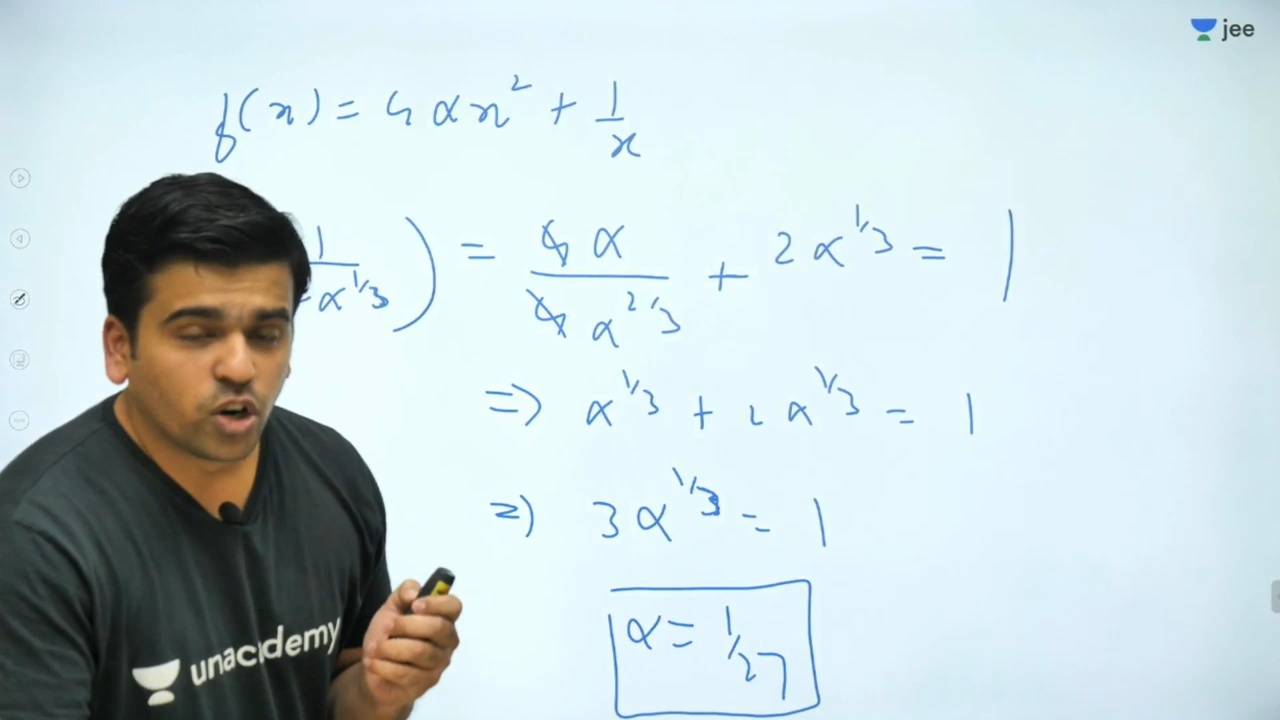 jee
f(x) = 4αx² + 1/x
1/α^1/3) = 4α/4α^2/3 + 2α^1/3 = 1
=> α^1/3 + 2α^1/3 = 1
=> 3α^1/3 = 1
α = 1/27
unacademy